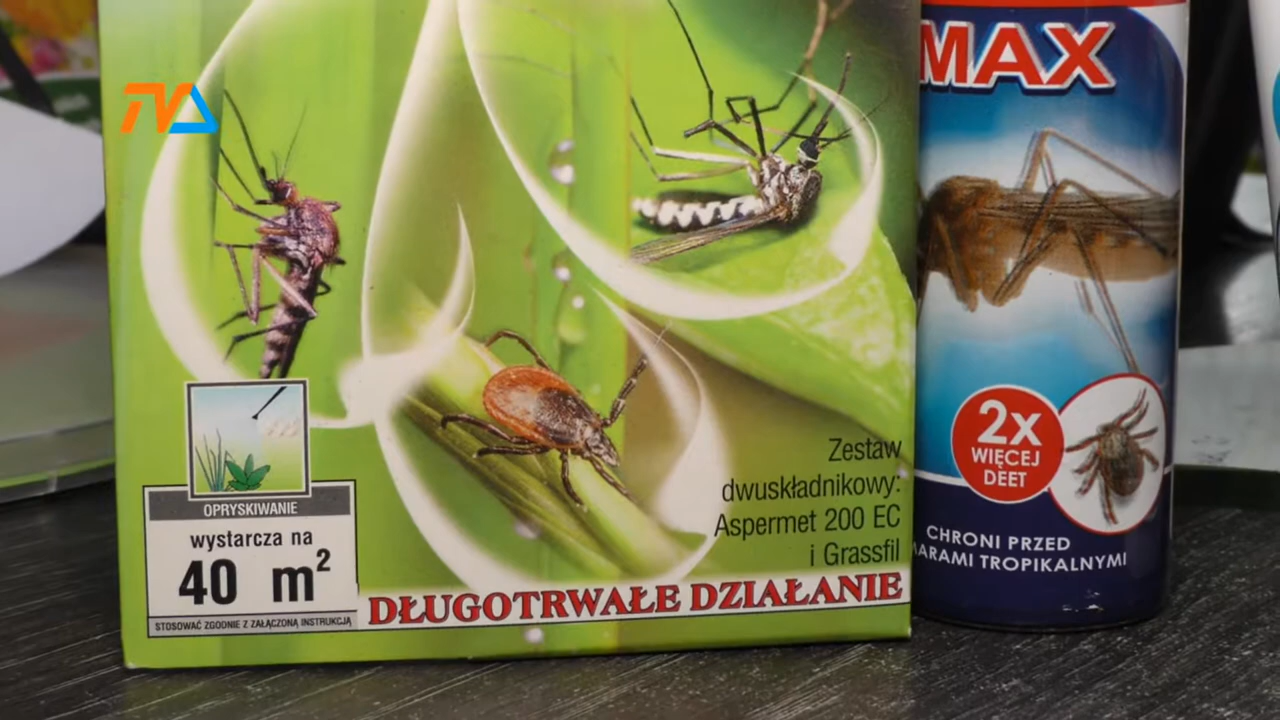 TVA
MAX
Zestaw
dwuskładnikowy:
Aspermet 200 EC
i Grassfil
OPRYSKIWANIE
wystarcza na
40 m²
STOSOWAĆ ZGODNIE Z ZAŁĄCZONĄ INSTRUKCJĄ
DŁUGOTRWAŁE DZIAŁANIE
2x
WIĘCEJ
DEET
CHRONI PRZED
TROPIKALNYMI